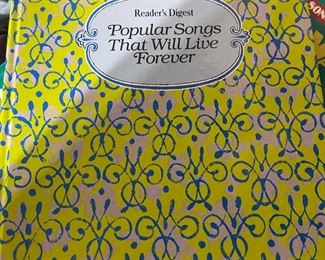 Reader's Digest
Popular Songs
That Will Live
Forever